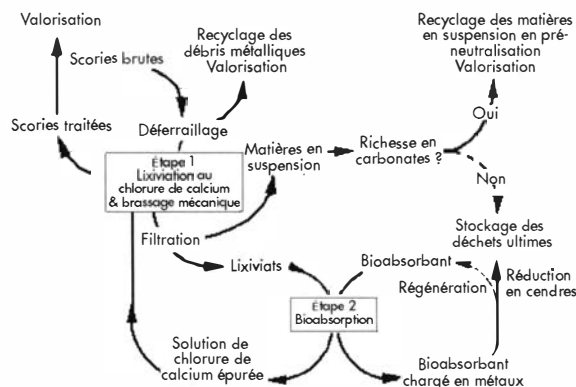 Valorisation
Scories brutes
Recyclage des
débris métalliques
Valorisation
Recyclage des matières
en suspension en pré-
neutralisation
Valorisation
Oui
Scories traitées
Déferraillage
Matières en
suspension
Richesse en
carbonates ?
Étape 1
Lixiviation au
chlorure de calcium
& brassage mécanique
Non
Filtration
Stockage des
déchets ultimes
Lixiviats
Bioabsorbant
Régénération
Réduction
en cendres
Étape 2
Bioabsorption
Solution de
chlorure de
calcium épurée
Bioabsorbant
chargé en métaux